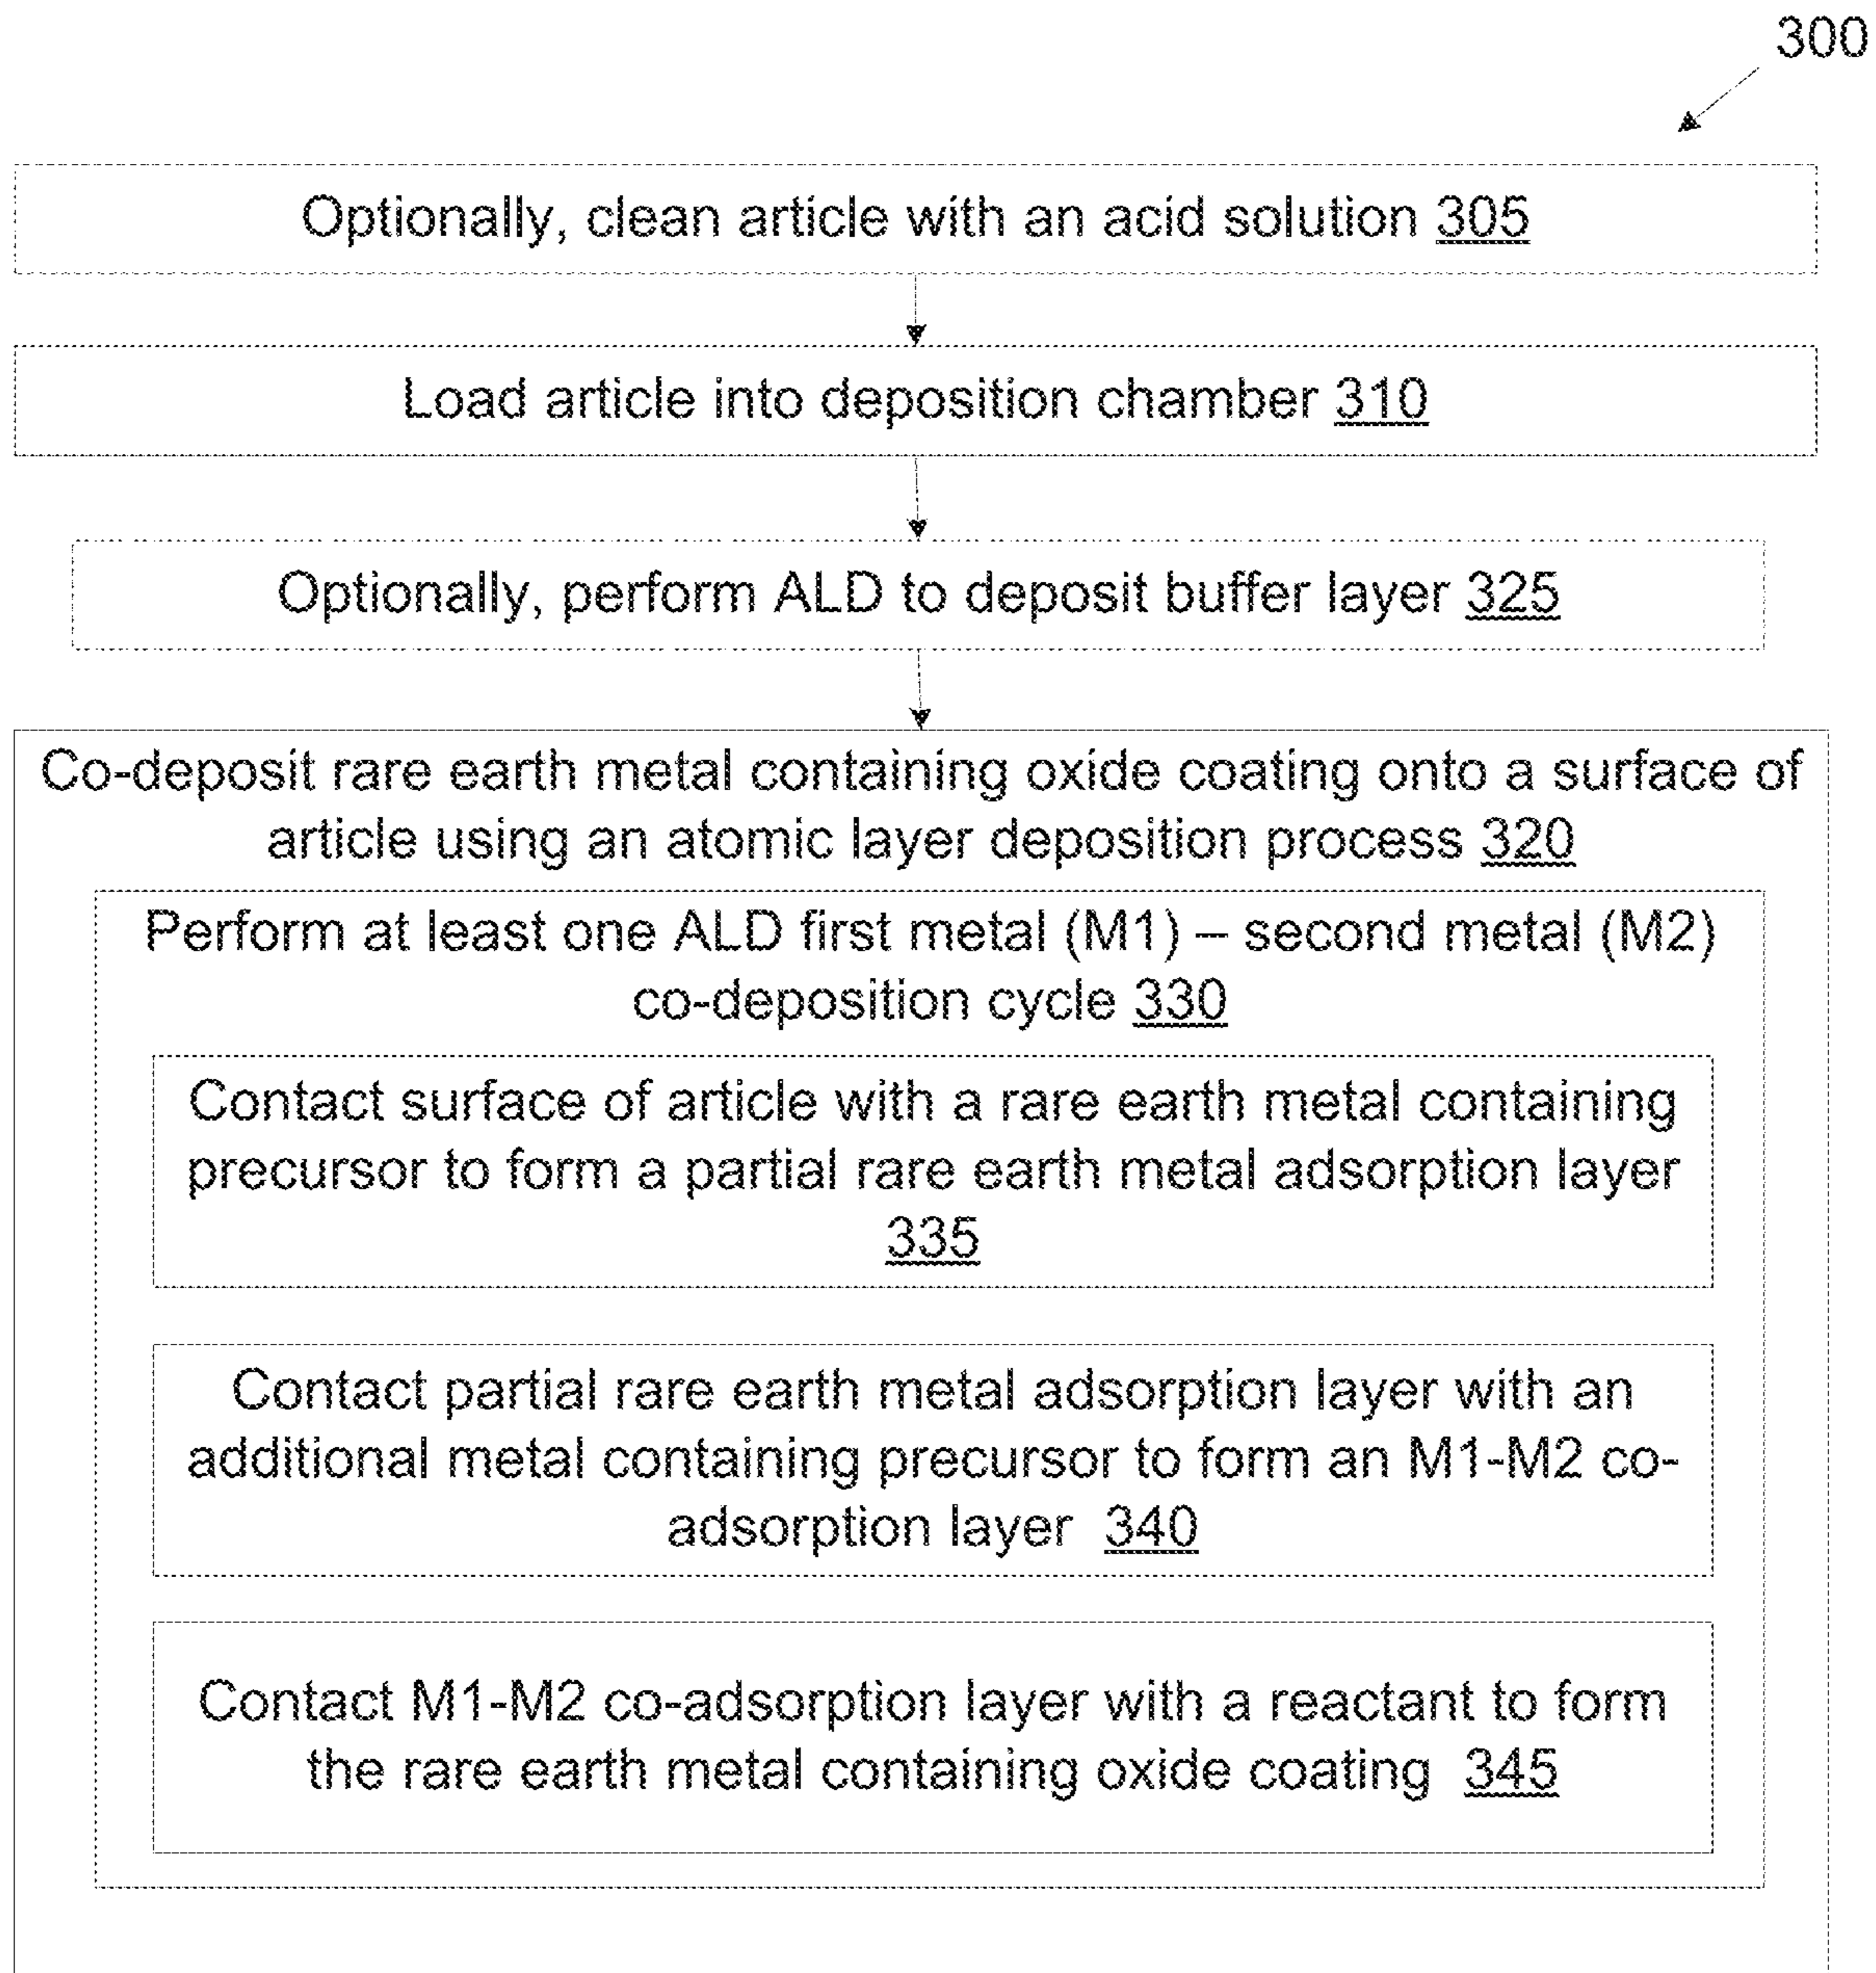 300
Optionally, clean article with an acid solution 305
Load article into deposition chamber 310
Optionally, perform ALD to deposit buffer layer 325
Co-deposit rare earth metal containing oxide coating onto a surface of
article using an atomic layer deposition process 320
Perform at least one ALD first metal (M1) – second metal (M2)
co-deposition cycle 330
Contact surface of article with a rare earth metal containing
precursor to form a partial rare earth metal adsorption layer
335
Contact partial rare earth metal adsorption layer with an
additional metal containing precursor to form an M1-M2 co-
adsorption layer 340
Contact M1-M2 co-adsorption layer with a reactant to form
the rare earth metal containing oxide coating 345